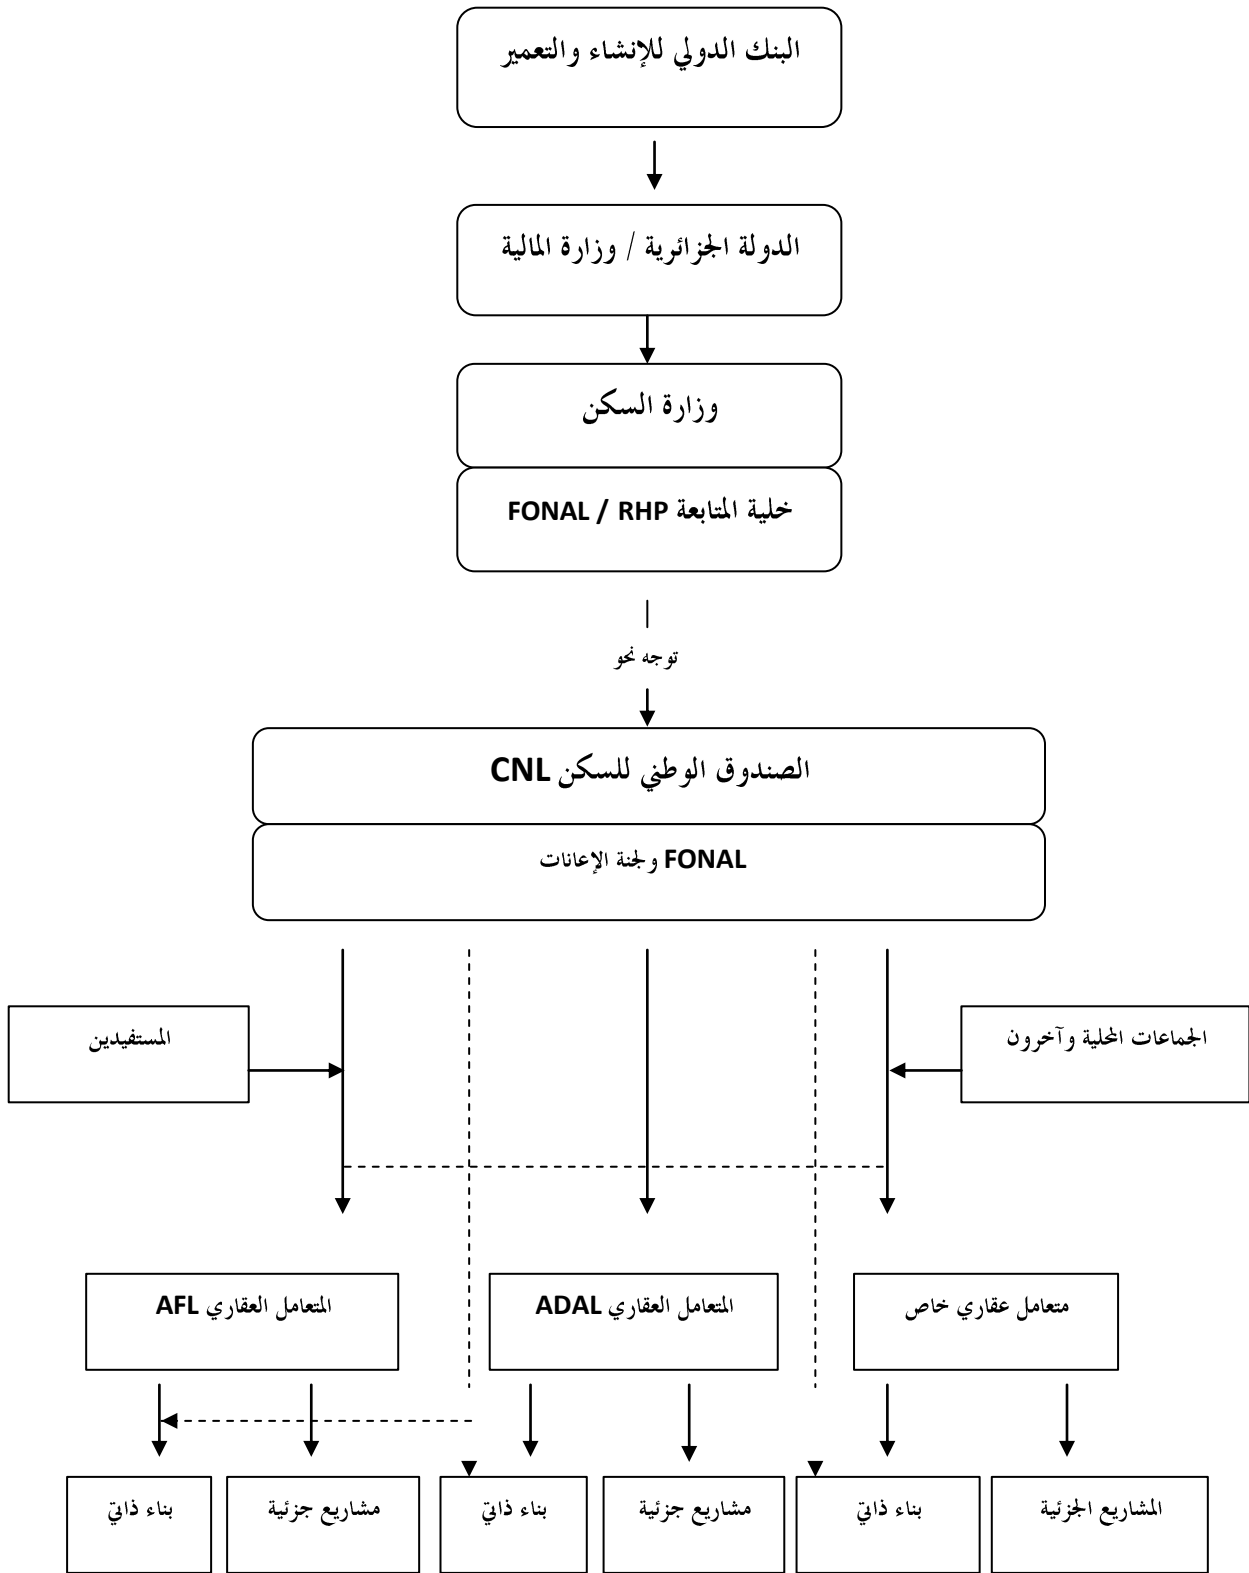 البنك الدولي للإنشاء والتعمير
الدولة الجزائرية / وزارة المالية
وزارة السكن
خلية المتابعة FONAL / RHP
توجه نحو
الصندوق الوطني للسكن CNL
FONAL ولجنة الإعانات
الجماعات المحلية وآخرون
المستفيدين
متعامل عقاري خاص
المتعامل العقاري ADAL
المتعامل العقاري AFL
المشاريع الجزئية
بناء ذاتي
مشاريع جزئية
بناء ذاتي
مشاريع جزئية
بناء ذاتي